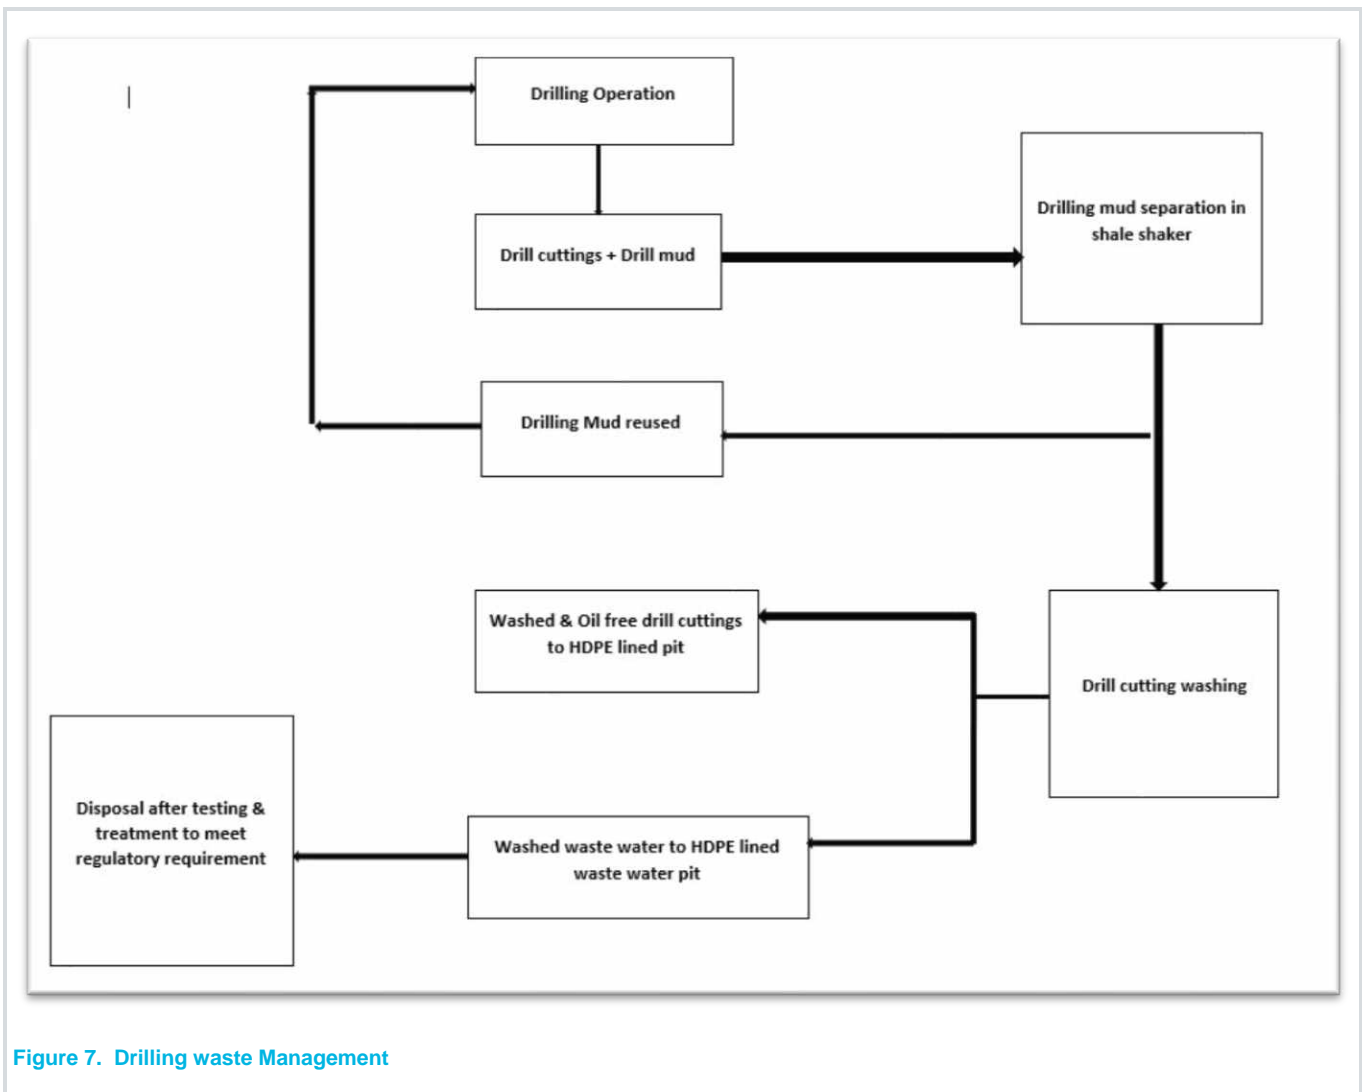 Drilling Operation
Drilling mud separation in
shale shaker
Drill cuttings + Drill mud
Drilling Mud reused
Washed & Oil free drill cuttings
to HDPE lined pit
Drill cutting washing
Disposal after testing &
treatment to meet
regulatory requirement
Washed waste water to HDPE lined
waste water pit
Figure 7. Drilling waste Management